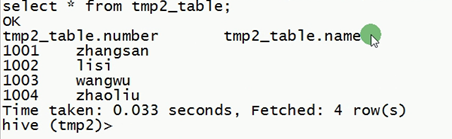 select * from tmp2_table;
OK
tmp2_table.number tmp2_table.name
1001 zhangsan
1002 lisi
1003 wangwu
1004 zhaoliu
Time taken: 0.033 seconds, Fetched: 4 row(s)
hive (tmp2)>